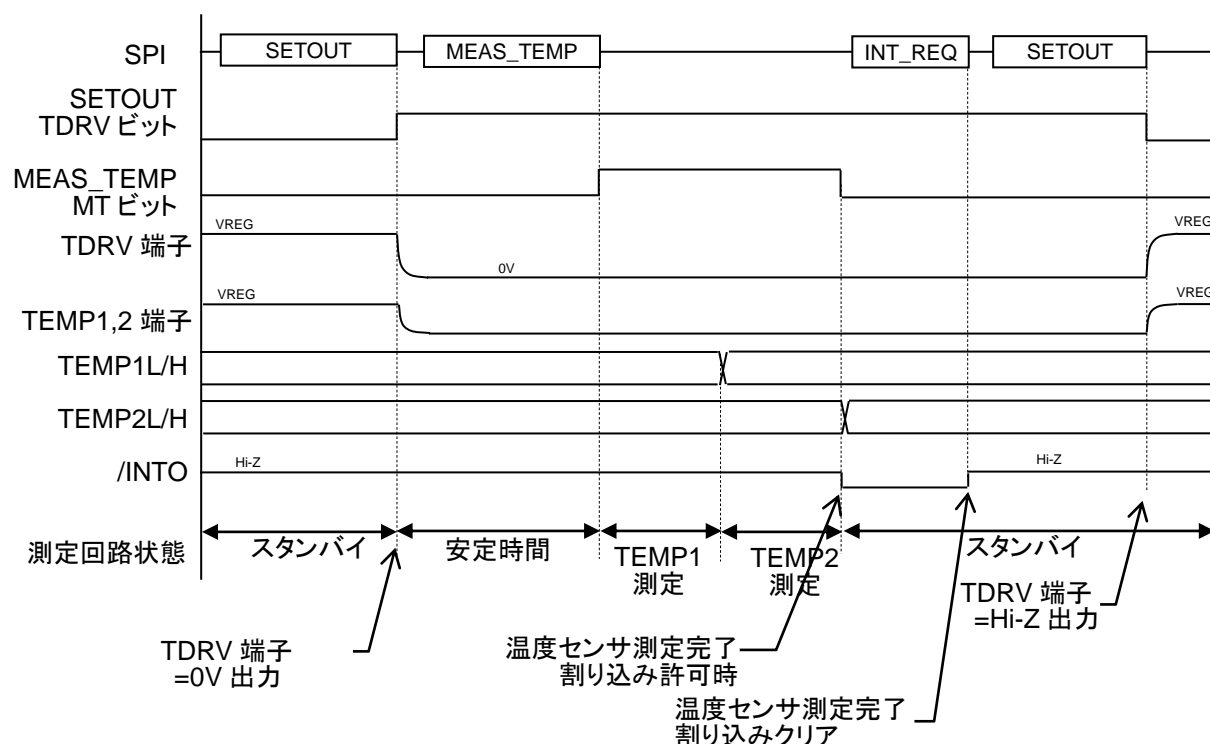 SPI
SETOUT
MEAS_TEMP
INT_REQ
SETOUT
SETOUT
TDRV ビット
MEAS_TEMP
MT ビット
VREG
VREG
TDRV 端子
0V
VREG
VREG
TEMP1,2 端子
TEMP1L/H
TEMP2L/H
/INTO
Hi-Z
Hi-Z
測定回路状態
スタンバイ
安定時間
TEMP1
測定
TEMP2
測定
スタンバイ
TDRV 端子
=0V 出力
温度センサ測定完了
割り込み許可時
温度センサ測定完了
割り込みクリア
TDRV 端子
=Hi-Z 出力